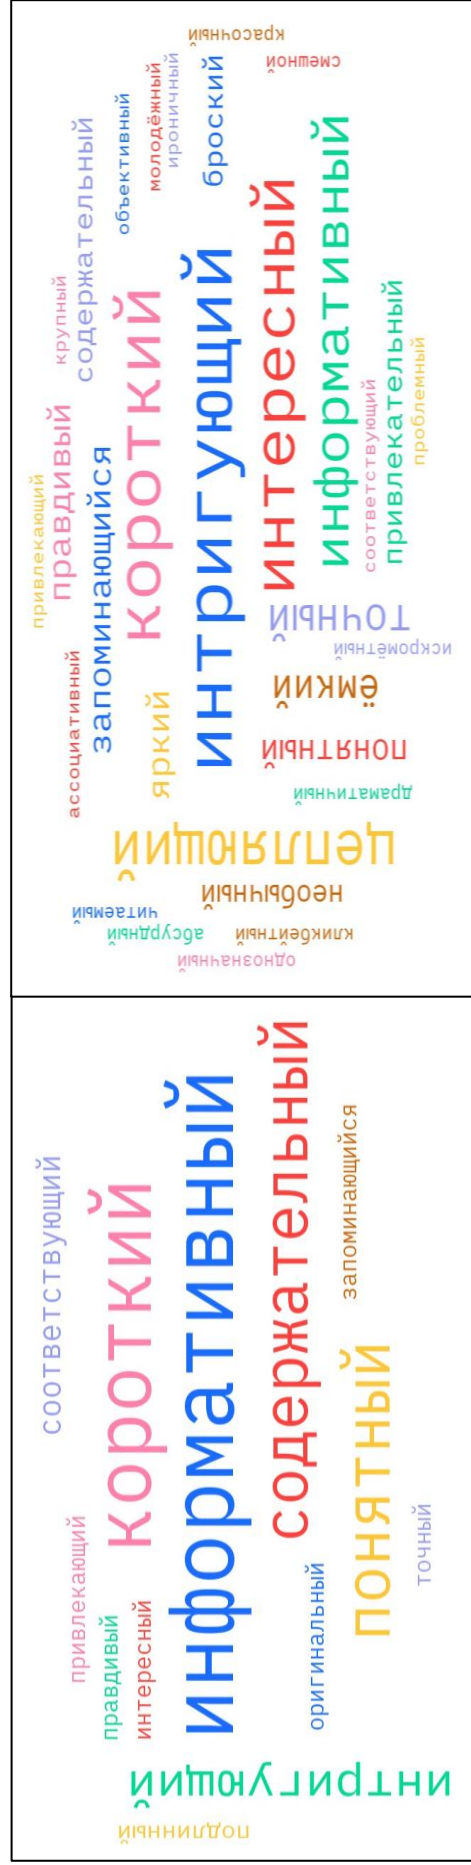 красочный
смешной
ироничный
молодёжный
броский
объективный
содержательный
крупный
короткий
интригующий
интересный
информативный
привлекательный
соответствующий
проблемный
правдивый
привлекающий
запоминающийся
ассоциативный
яркий
точный
искромётный
ёмкий
понятный
драматичный
цепляющий
необычный
читаемый
абсурдный
кликбейтный
однозначный
соответствующий
короткий
информативный
содержательный
запоминающийся
понятный
точный
привлекающий
правдивый
интересный
оригинальный
интригующий
подлинный